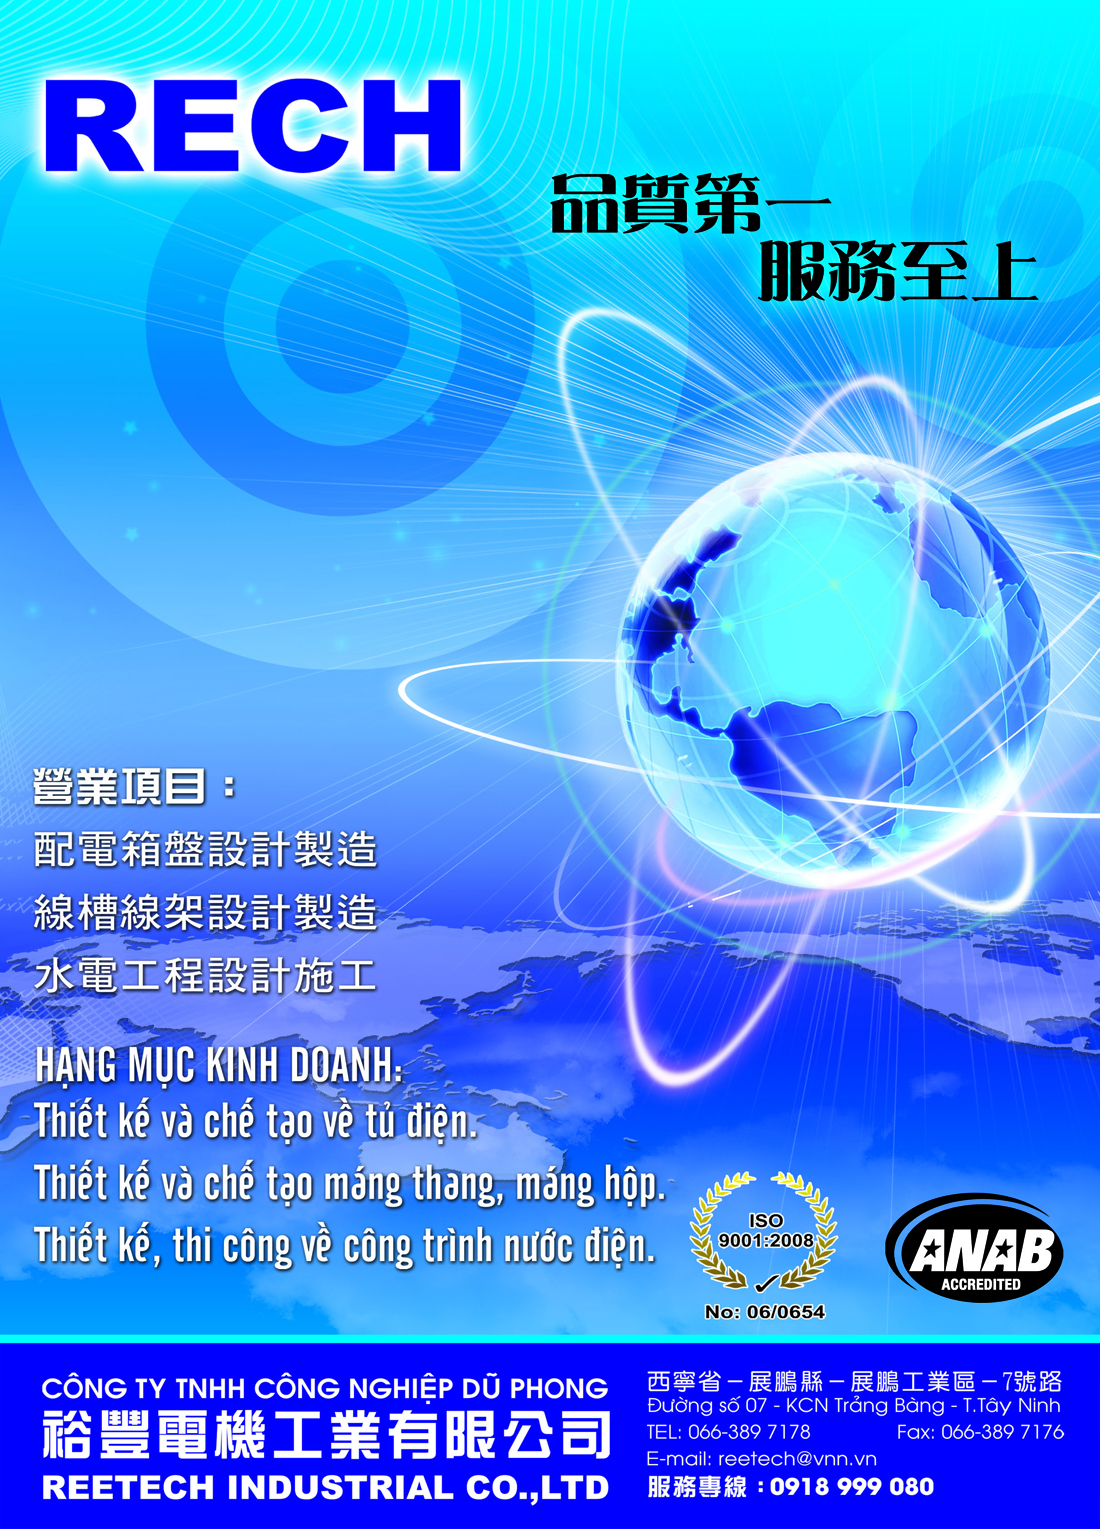 RECH
品質第一
服務至上
營業項目：
配電箱盤設計製造
線槽線架設計製造
水電工程設計施工
HẠNG MỤC KINH DOANH:
Thiết kế và chế tạo về tủ điện.
Thiết kế và chế tạo máng thang, máng hộp.
Thiết kế, thi công về công trình nước điện.
ISO
9001:2008
No: 06/0654
ANAB
ACCREDITED
CÔNG TY TNHH CÔNG NGHIỆP DŨ PHONG
裕豐電機工業有限公司
REETECH INDUSTRIAL CO.,LTD
西寧省－展鵬縣－展鵬工業區－7號路
Đường số 07 - KCN Trảng Bàng - T.Tây Ninh
TEL: 066-389 7178 Fax: 066-389 7176
E-mail: reetech@vnn.vn
服務專線：0918 999 080